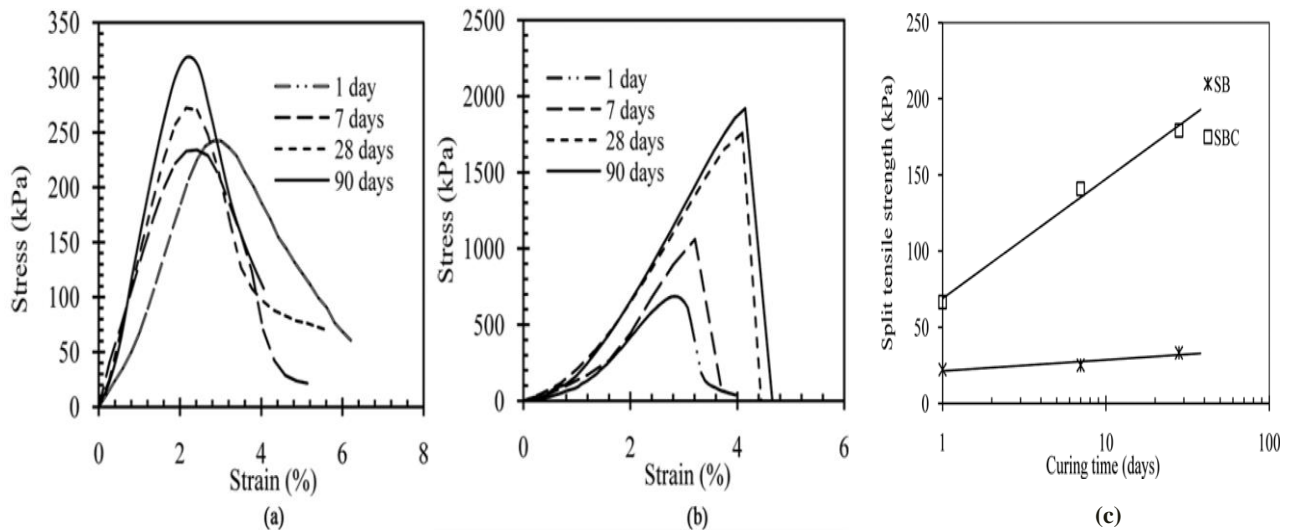 350
300
250
200
150
100
50
0
Stress (kPa)
1 day
7 days
28 days
90 days
0 2 4 6 8
Strain (%)
(a)
2500
2000
1500
1000
500
0
Stress (kPa)
1 day
7 days
28 days
90 days
0 2 4 6
Strain (%)
(b)
250
200
150
100
50
0
Split tensile strength (kPa)
SB
SBC
1 10 100
Curing time (days)
(c)